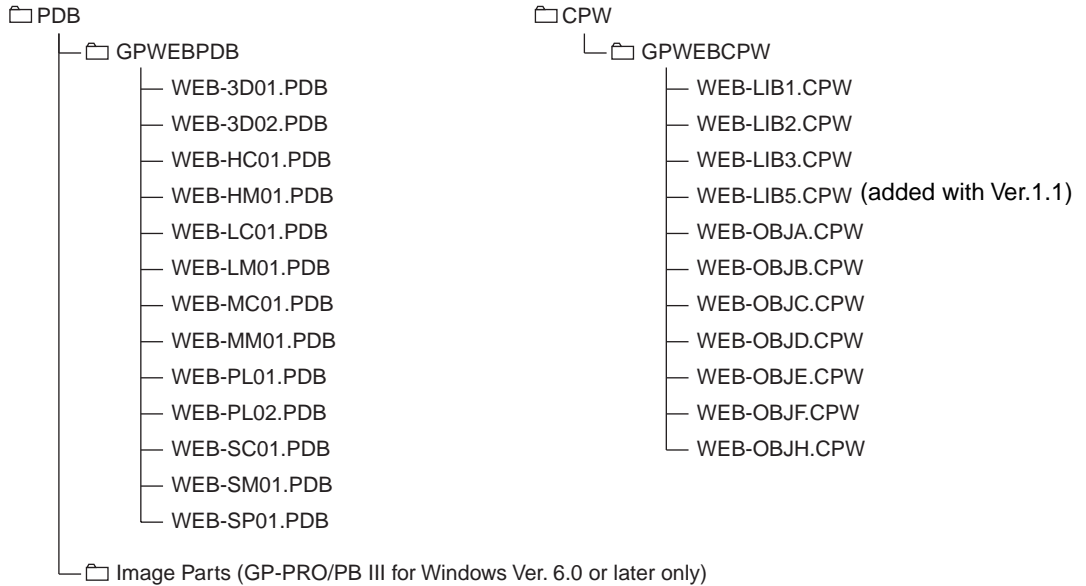 PDB
GPWEBPDB
WEB-3D01.PDB
WEB-3D02.PDB
WEB-HC01.PDB
WEB-HM01.PDB
WEB-LC01.PDB
WEB-LM01.PDB
WEB-MC01.PDB
WEB-MM01.PDB
WEB-PL01.PDB
WEB-PL02.PDB
WEB-SC01.PDB
WEB-SM01.PDB
WEB-SP01.PDB
Image Parts (GP-PRO/PB III for Windows Ver. 6.0 or later only)
CPW
GPWEBCPW
WEB-LIB1.CPW
WEB-LIB2.CPW
WEB-LIB3.CPW
WEB-LIB5.CPW (added with Ver.1.1)
WEB-OBJA.CPW
WEB-OBJB.CPW
WEB-OBJC.CPW
WEB-OBJD.CPW
WEB-OBJE.CPW
WEB-OBJF.CPW
WEB-OBJH.CPW